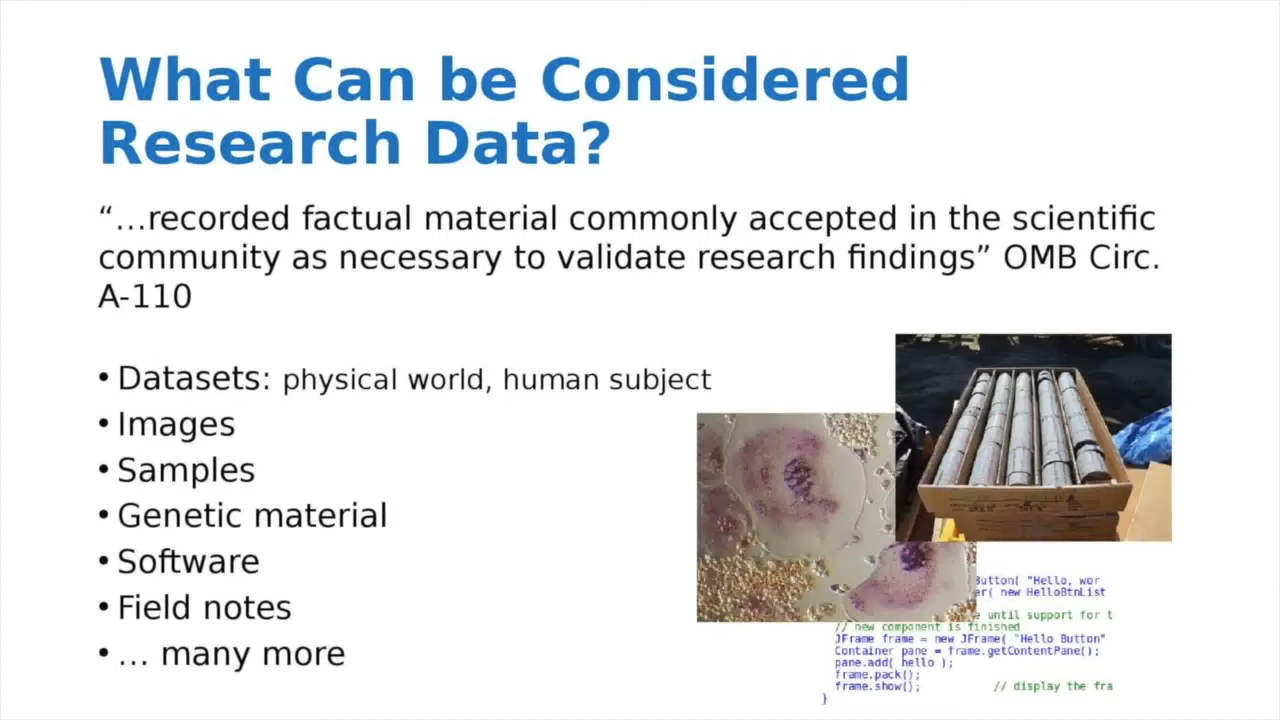 What Can be Considered
Research Data?
“…recorded factual material commonly accepted in the scientific
community as necessary to validate research findings” OMB Circ.
A-110
• Datasets: physical world, human subject
• Images
• Samples
• Genetic material
• Software
• Field notes
• … many more
Button( "Hello, wor
er( new HelloBtnList
until support for t
// new component is finished
JFrame frame = new JFrame( "Hello Button"
Container pane = frame.getContentPane();
pane.add( hello );
frame.pack();
frame.show(); // display the fra
}